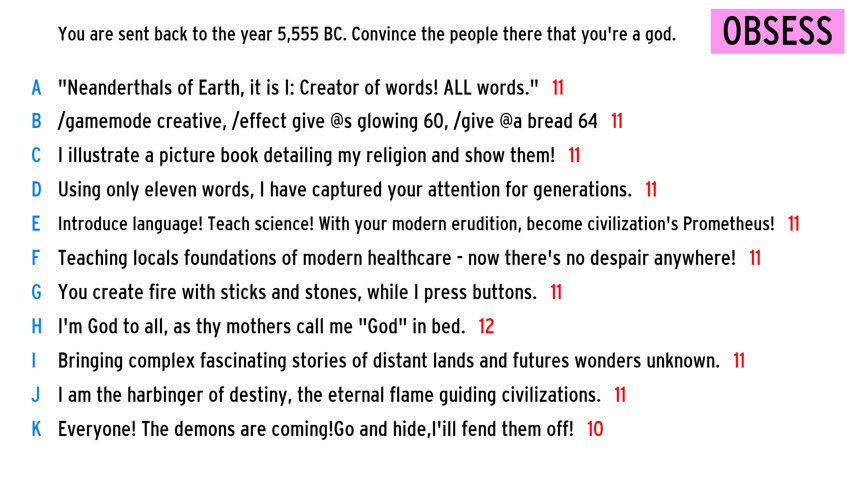 You are sent back to the year 5,555 BC. Convince the people there that you're a god.
OBSESS
A "Neanderthals of Earth, it is I: Creator of words! ALL words." 11
B /gamemode creative, /effect give @s glowing 60, /give @a bread 64 11
C I illustrate a picture book detailing my religion and show them! 11
D Using only eleven words, I have captured your attention for generations. 11
E Introduce language! Teach science! With your modern erudition, become civilization's Prometheus! 11
F Teaching locals foundations of modern healthcare - now there's no despair anywhere! 11
G You create fire with sticks and stones, while I press buttons. 11
H I'm God to all, as thy mothers call me "God" in bed. 12
I Bringing complex fascinating stories of distant lands and futures wonders unknown. 11
J I am the harbinger of destiny, the eternal flame guiding civilizations. 11
K Everyone! The demons are coming!Go and hide,I'ill fend them off! 10